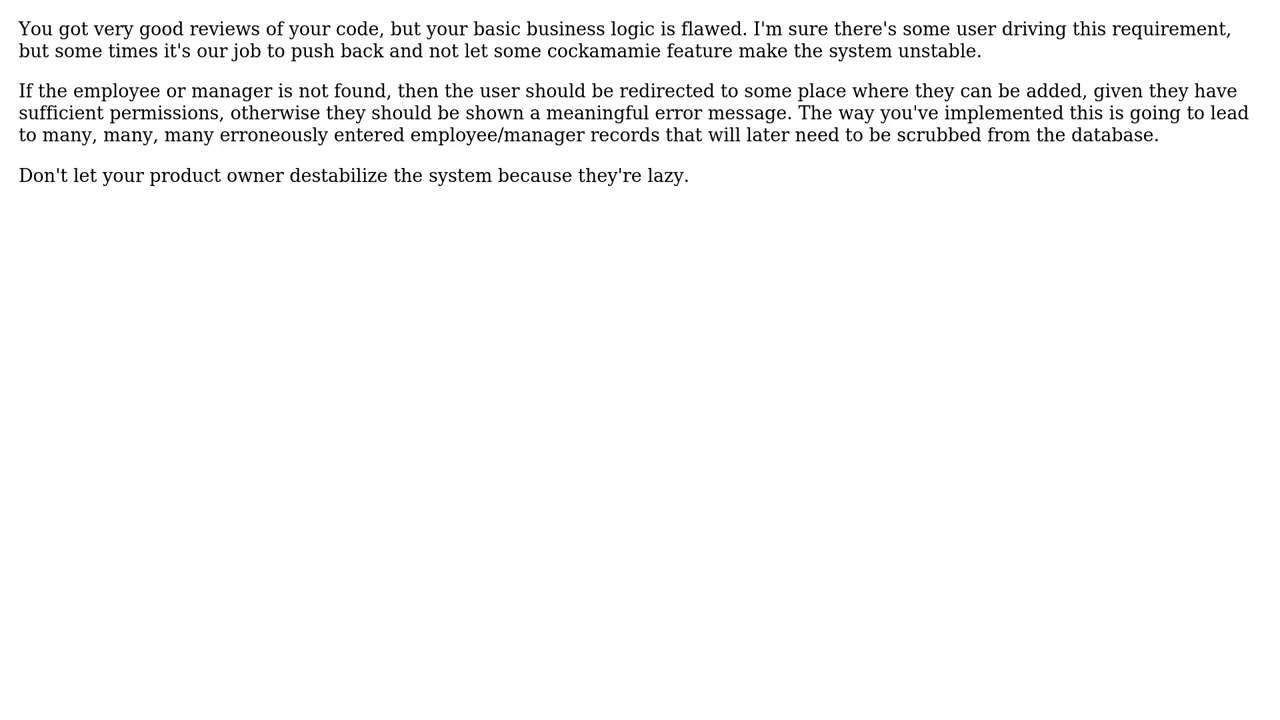 You got very good reviews of your code, but your basic business logic is flawed. I'm sure there's some user driving this requirement,
but some times it's our job to push back and not let some cockamamie feature make the system unstable.
If the employee or manager is not found, then the user should be redirected to some place where they can be added, given they have
sufficient permissions, otherwise they should be shown a meaningful error message. The way you've implemented this is going to lead
to many, many, many erroneously entered employee/manager records that will later need to be scrubbed from the database.
Don't let your product owner destabilize the system because they're lazy.